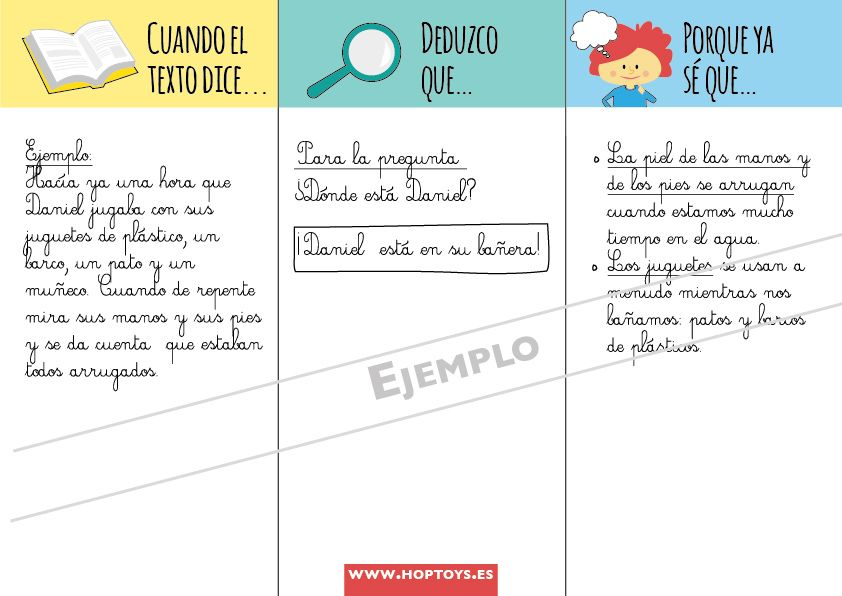 CUANDO EL
TEXTO DICE...
Ejemplo:
Hacía ya una hora que
Daniel jugaba con sus
juguetes de plástico, un
barco, un pato y un
muñeco. Cuando de repente
mira sus manos y sus pies
y se da cuenta que estaban
todos arrugados.
DEDUZCO
QUE...
Para la pregunta
¿Dónde está Daniel?
¡Daniel está en su bañera!
PORQUE YA
SÉ QUE...
• La piel de las manos y
de los pies se arrugan
cuando estamos mucho
tiempo en el agua.
• Los juguetes se usan a
menudo mientras nos
bañamos: patos y barcos
de plásticos.
EJEMPLO
WWW.HOPTOYS.ES